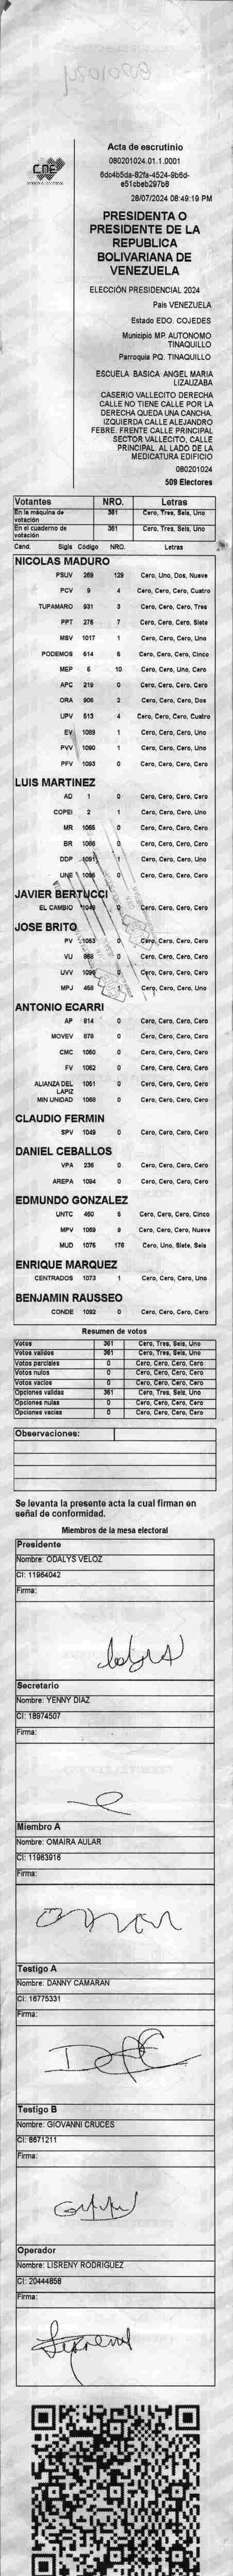 CNE
Acta de escrutinio
080201024.01.1.0001
6dc4b5da-82fa-4524-9b6d-
e51cbeb297b8
28/07/2024 08:49:19 PM
PRESIDENTA O
PRESIDENTE DE LA
REPUBLICA
BOLIVARIANA DE
VENEZUELA
ELECCIÓN PRESIDENCIAL 2024
Pais VENEZUELA
Estado EDO. COJEDES
Municipio MP. AUTONOMO
TINAQUILLO
Parroquia PQ. TINAQUILLO
ESCUELA BASICA ANGEL MARIA
LIZAUZABA
CASERIO VALLECITO DERECHA
CALLE NO TIENE CALLE POR LA
DERECHA QUEDA UNA CANCHA.
IZQUIERDA CALLE ALEJANDRO
FEBRE. FRENTE CALLE PRINCIPAL
SECTOR VALLECITO, CALLE
PRINCIPAL. AL LADO DE LA
MEDICATURA EDIFICIO
080201024
509 Electores
Votantes NRO. Letras
En la máquina de votación 361 Cero, Tres, Seis, Uno
En el cuaderno de votación 361 Cero, Tres, Seis, Uno
Cand. Sigla Código NRO. Letras
NICOLAS MADURO
PSUV 269 129 Cero, Uno, Dos, Nueve
PCV 9 4 Cero, Cero, Cero, Cuatro
TUPAMARO 931 3 Cero, Cero, Cero, Tres
PPT 276 7 Cero, Cero, Cero, Siete
MSV 1017 1 Cero, Cero, Cero, Uno
PODEMOS 614 5 Cero, Cero, Cero, Cinco
MEP 6 10 Cero, Cero, Uno, Cero
APC 219 0 Cero, Cero, Cero, Cero
ORA 906 2 Cero, Cero, Cero, Dos
UPV 613 4 Cero, Cero, Cero, Cuatro
EV 1089 1 Cero, Cero, Cero, Uno
PVV 1090 1 Cero, Cero, Cero, Uno
PFV 1093 0 Cero, Cero, Cero, Cero
LUIS MARTINEZ
AD 1 0 Cero, Cero, Cero, Cero
COPEI 2 1 Cero, Cero, Cero, Uno
MR 1065 0 Cero, Cero, Cero, Cero
BR 1086 0 Cero, Cero, Cero, Cero
DDP 1091 1 Cero, Cero, Cero, Uno
UNE 1095 0 Cero, Cero, Cero, Cero
JAVIER BERTUCCI
EL CAMBIO 1048 0 Cero, Cero, Cero, Cero
JOSE BRITO
PV 1063 0 Cero, Cero, Cero, Cero
VU 969 0 Cero, Cero, Cero, Cero
UVV 1096 0 Cero, Cero, Cero, Cero
MPJ 458 1 Cero, Cero, Cero, Uno
ANTONIO ECARRI
AP 814 0 Cero, Cero, Cero, Cero
MOVEV 879 0 Cero, Cero, Cero, Cero
CMC 1050 0 Cero, Cero, Cero, Cero
FV 1062 0 Cero, Cero, Cero, Cero
ALIANZA DEL LAPIZ 1051 0 Cero, Cero, Cero, Cero
MIN UNIDAD 1068 0 Cero, Cero, Cero, Cero
CLAUDIO FERMIN
SPV 1049 0 Cero, Cero, Cero, Cero
DANIEL CEBALLOS
VPA 236 0 Cero, Cero, Cero, Cero
AREPA 1094 0 Cero, Cero, Cero, Cero
EDMUNDO GONZALEZ
UNTC 460 5 Cero, Cero, Cero, Cinco
MPV 1069 9 Cero, Cero, Cero, Nueve
MUD 1076 176 Cero, Uno, Siete, Seis
ENRIQUE MARQUEZ
CENTRADOS 1073 1 Cero, Cero, Cero, Uno
BENJAMIN RAUSSEO
CONDE 1092 0 Cero, Cero, Cero, Cero
Resumen de votos
Votos 361 Cero, Tres, Seis, Uno
Votos validos 361 Cero, Tres, Seis, Uno
Votos parciales 0 Cero, Cero, Cero, Cero
Votos nulos 0 Cero, Cero, Cero, Cero
Votos vacios 0 Cero, Cero, Cero, Cero
Opciones validas 361 Cero, Tres, Seis, Uno
Opciones nulas 0 Cero, Cero, Cero, Cero
Opciones vacias 0 Cero, Cero, Cero, Cero
Observaciones:
Se levanta la presente acta la cual firman en
señal de conformidad.
Miembros de la mesa electoral
Presidente
Nombre: ODALYS VELOZ
CI: 11964042
Firma:
Secretario
Nombre: YENNY DIAZ
CI: 18974507
Firma:
Miembro A
Nombre: OMAIRA AULAR
CI: 11963916
Firma:
Testigo A
Nombre: DANNY CAMARAN
CI: 16775331
Firma:
Testigo B
Nombre: GIOVANNI CRUCES
CI: 8671211
Firma:
Operador
Nombre: LISRENY RODRIGUEZ
CI: 20444858
Firma: